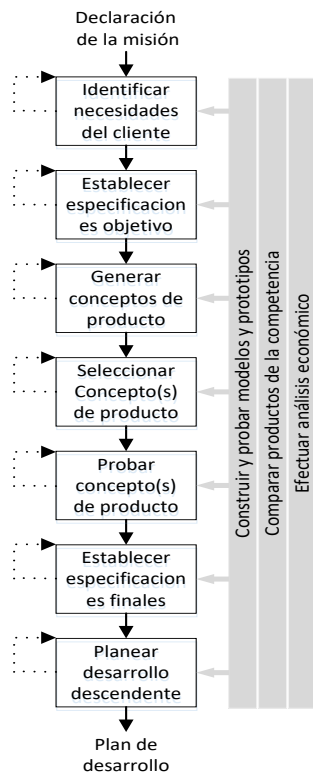 Declaración
de la misión
Identificar
necesidades
del cliente
Establecer
especificacion
es objetivo
Generar
conceptos de
producto
Seleccionar
Concepto(s)
de producto
Probar
concepto(s)
de producto
Establecer
especificacion
es finales
Planear
desarrollo
descendente
Plan de
desarrollo
Construir y probar modelos y prototipos
Comparar productos de la competencia
Efectuar análisis económico